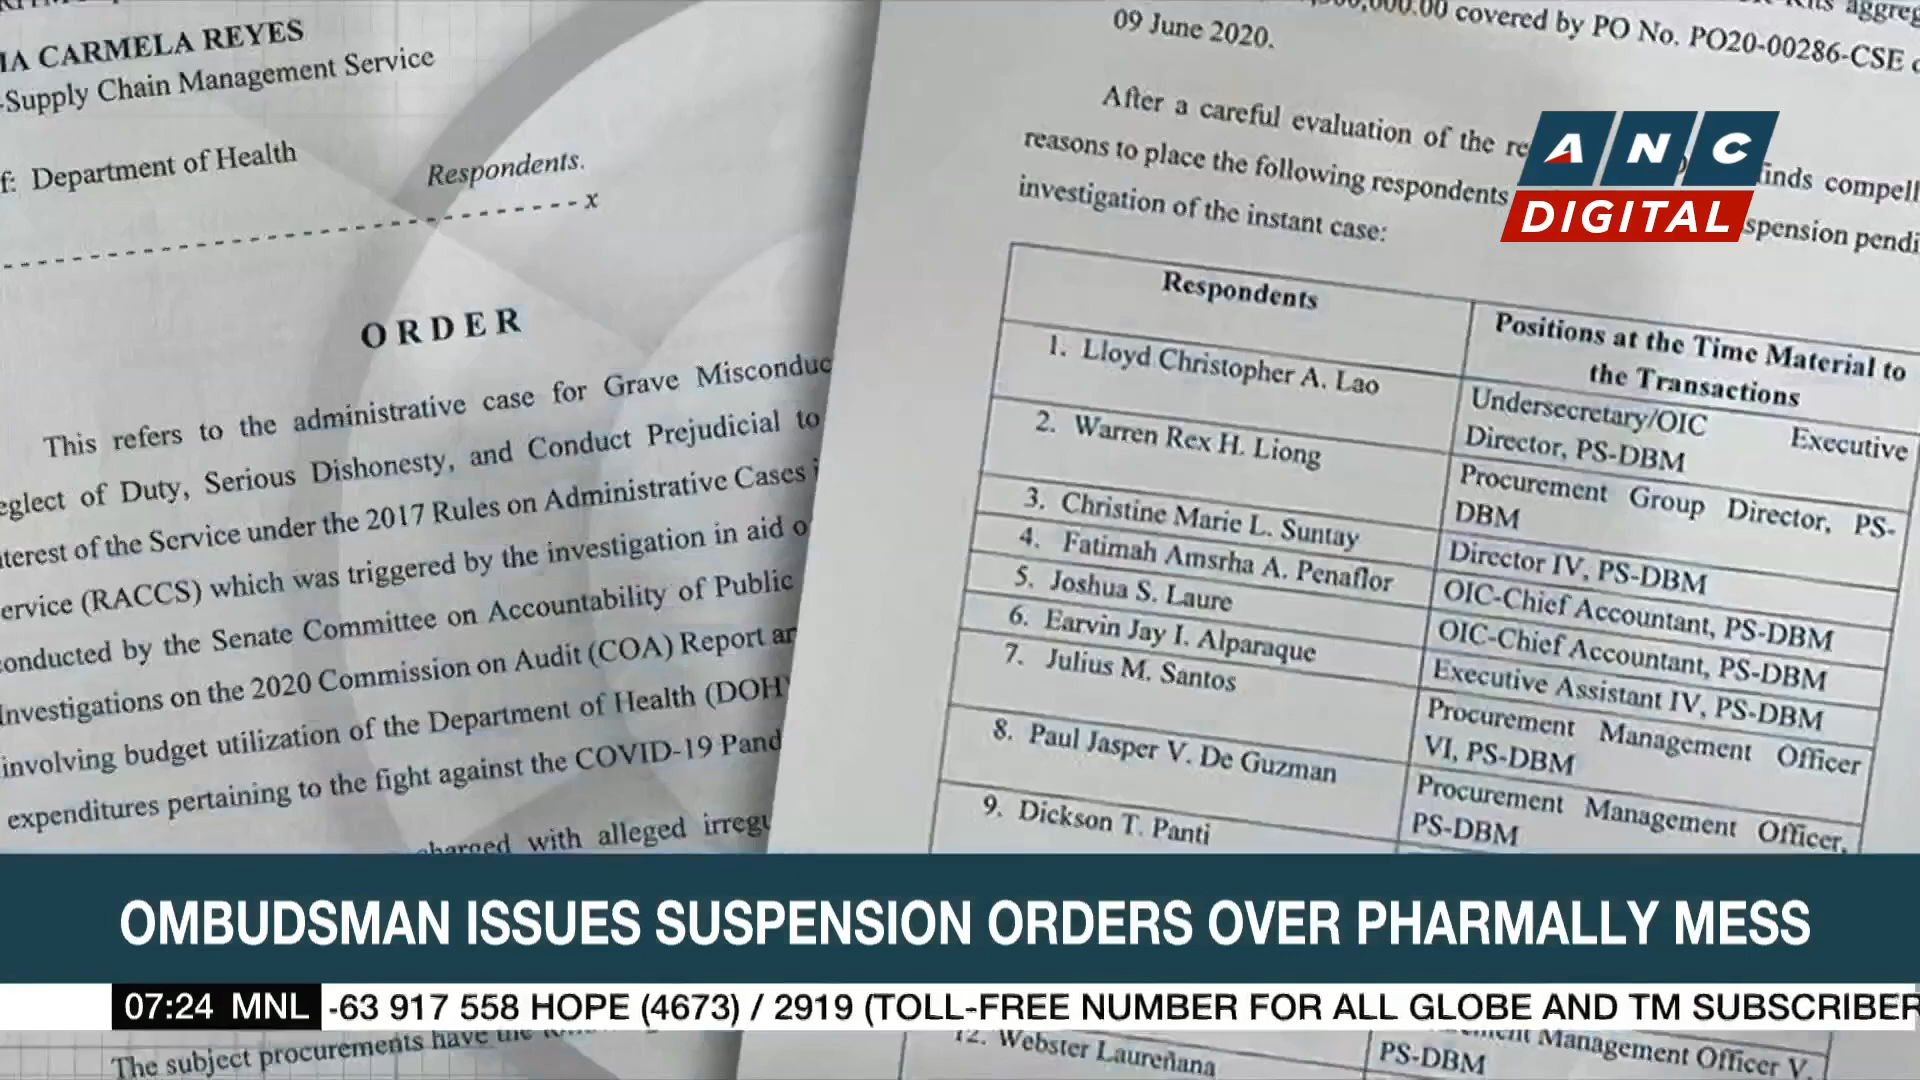 IA CARMELA REYES
-Supply Chain Management Service
f: Department of Health
Respondents.
- - - - - - - - - - - - - - - - - - - - - - - - - - - - - - x
ORDER
This refers to the administrative case for Grave Misconduc
eglect of Duty, Serious Dishonesty, and Conduct Prejudicial to
nterest of the Service under the 2017 Rules on Administrative Cases i
ervice (RACCS) which was triggered by the investigation in aid o
conducted by the Senate Committee on Accountability of Public
Investigations on the 2020 Commission on Audit (COA) Report an
involving budget utilization of the Department of Health (DOH)
expenditures pertaining to the fight against the COVID-19 Pand
charged with alleged irregu
The subject procurements have the
Kits aggreg
,500,000.00 covered by PO No. PO20-00286-CSE
09 June 2020.
After a careful evaluation of the re finds compell
reasons to place the following respondents spension pendi
investigation of the instant case:
Respondents
Positions at the Time Material to
the Transactions
1. Lloyd Christopher A. Lao
Undersecretary/OIC Executive
Director, PS-DBM
2. Warren Rex H. Liong
Procurement Group Director, PS-
DBM
3. Christine Marie L. Suntay
Director IV, PS-DBM
4. Fatimah Amsrha A. Penaflor
OIC-Chief Accountant, PS-DBM
5. Joshua S. Laure
OIC-Chief Accountant, PS-DBM
6. Earvin Jay I. Alparaque
Executive Assistant IV, PS-DBM
7. Julius M. Santos
Procurement Management Officer
VI, PS-DBM
8. Paul Jasper V. De Guzman
Procurement Management Officer,
PS-DBM
9. Dickson T. Panti
12. Webster Laureñana
Management Officer V.
PS-DBM
ANC
DIGITAL
OMBUDSMAN ISSUES SUSPENSION ORDERS OVER PHARMALLY MESS
07:24 MNL -63 917 558 HOPE (4673) / 2919 (TOLL-FREE NUMBER FOR ALL GLOBE AND TM SUBSCRIBER